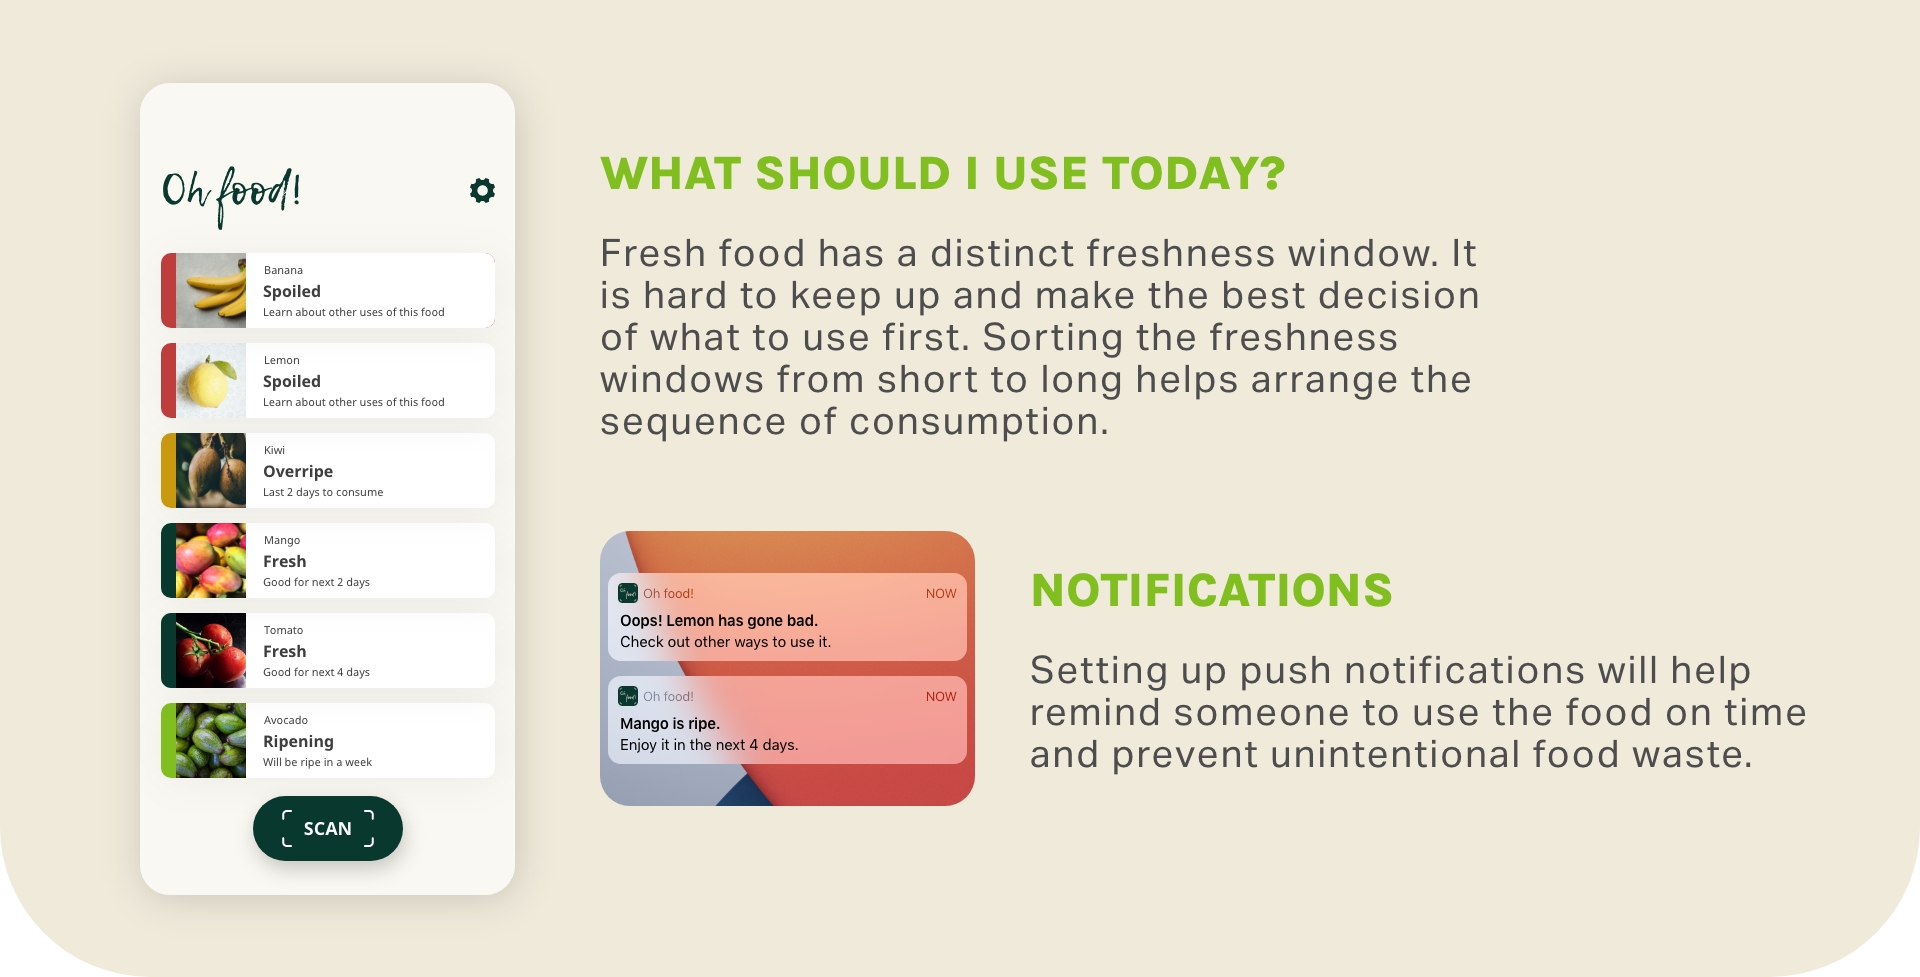 Oh food!
Banana
Spoiled
Learn about other uses of this food
Lemon
Spoiled
Learn about other uses of this food
Kiwi
Overripe
Last 2 days to consume
Mango
Fresh
Good for next 2 days
Tomato
Fresh
Good for next 4 days
Avocado
Ripening
Will be ripe in a week
SCAN
WHAT SHOULD I USE TODAY?
Fresh food has a distinct freshness window. It
is hard to keep up and make the best decision
of what to use first. Sorting the freshness
windows from short to long helps arrange the
sequence of consumption.
Oh food! NOW
Oops! Lemon has gone bad.
Check out other ways to use it.
Oh food! NOW
Mango is ripe.
Enjoy it in the next 4 days.
NOTIFICATIONS
Setting up push notifications will help
remind someone to use the food on time
and prevent unintentional food waste.